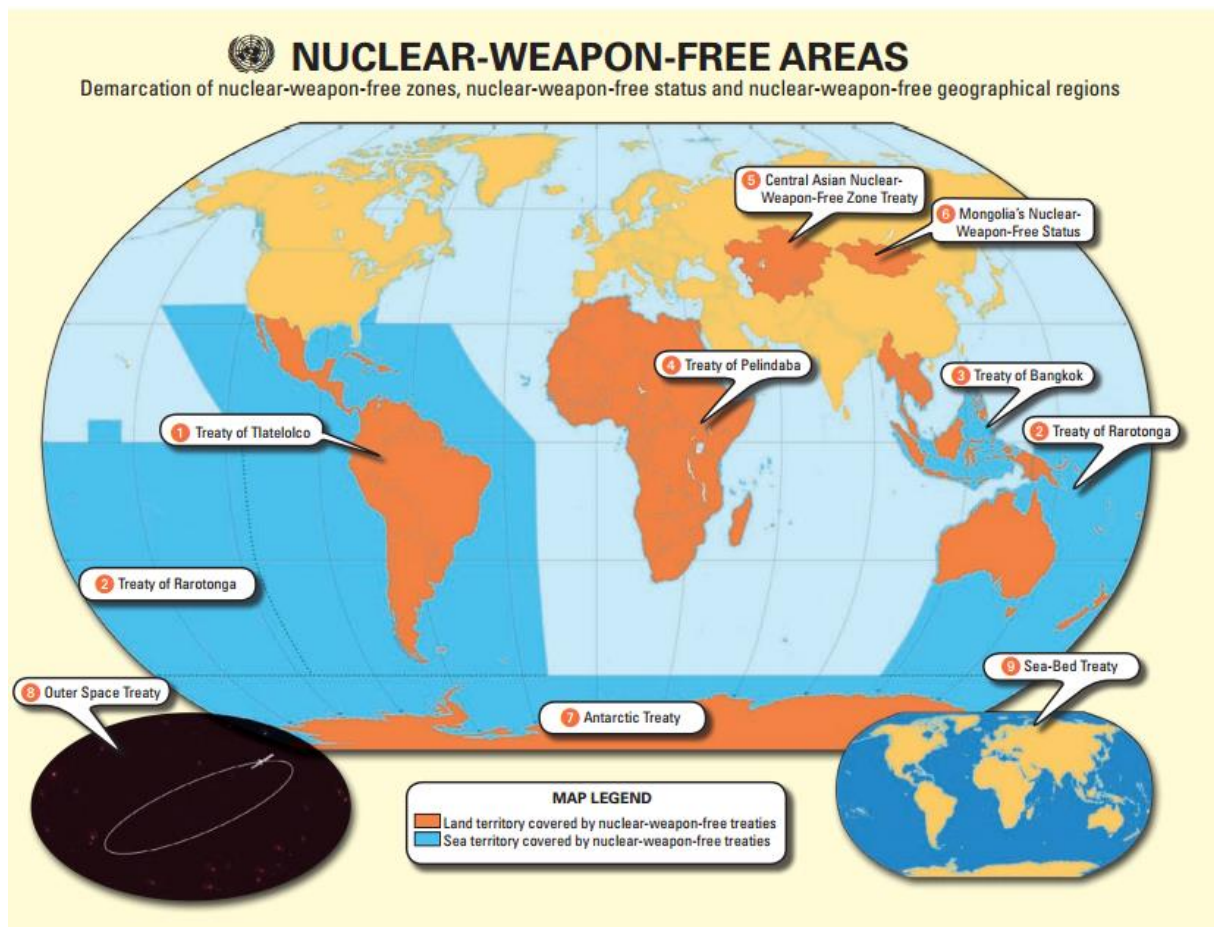 NUCLEAR-WEAPON-FREE AREAS
Demarcation of nuclear-weapon-free zones, nuclear-weapon-free status and nuclear-weapon-free geographical regions
5 Central Asian Nuclear-
Weapon-Free Zone Treaty
6 Mongolia's Nuclear-
Weapon-Free Status
4 Treaty of Pelindaba
3 Treaty of Bangkok
1 Treaty of Tlatelolco
2 Treaty of Rarotonga
2 Treaty of Rarotonga
9 Sea-Bed Treaty
8 Outer Space Treaty
7 Antarctic Treaty
MAP LEGEND
Land territory covered by nuclear-weapon-free treaties
Sea territory covered by nuclear-weapon-free treaties